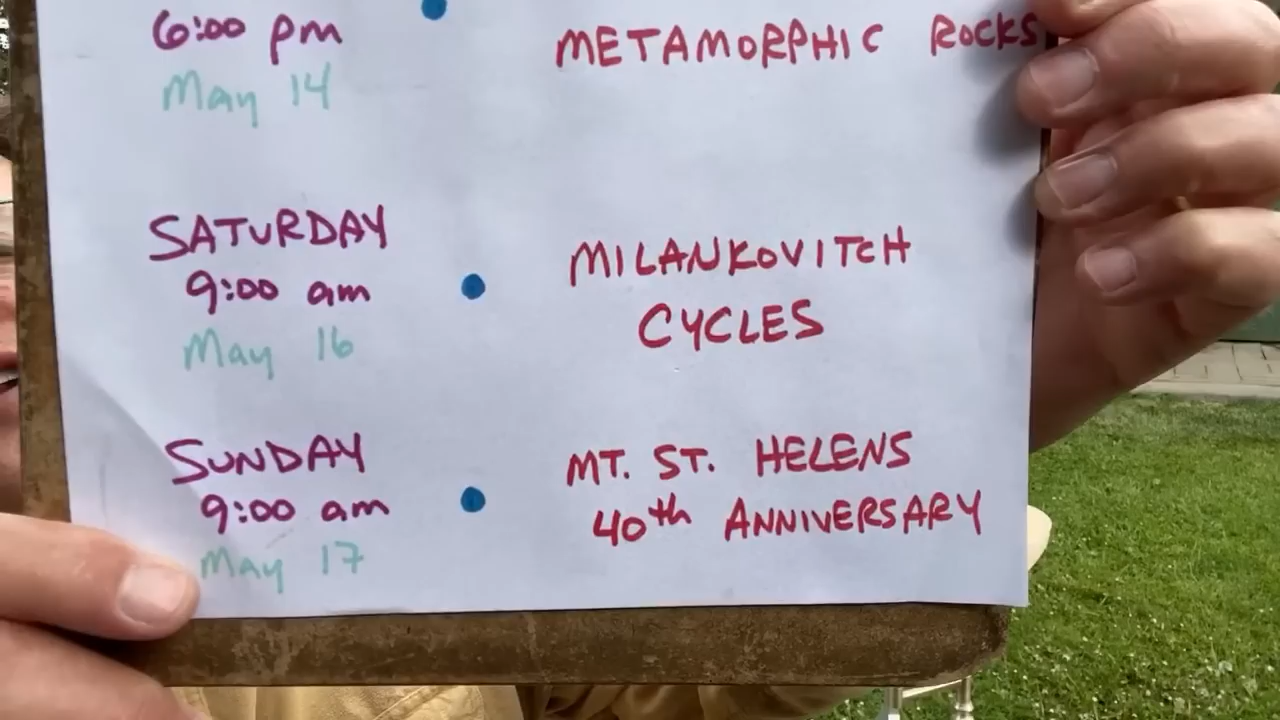 6:00 pm
May 14
METAMORPHIC ROCKS
SATURDAY
9:00 am
May 16
MILANKOVITCH
CYCLES
SUNDAY
9:00 am
May 17
MT. ST. HELENS
40th ANNIVERSARY